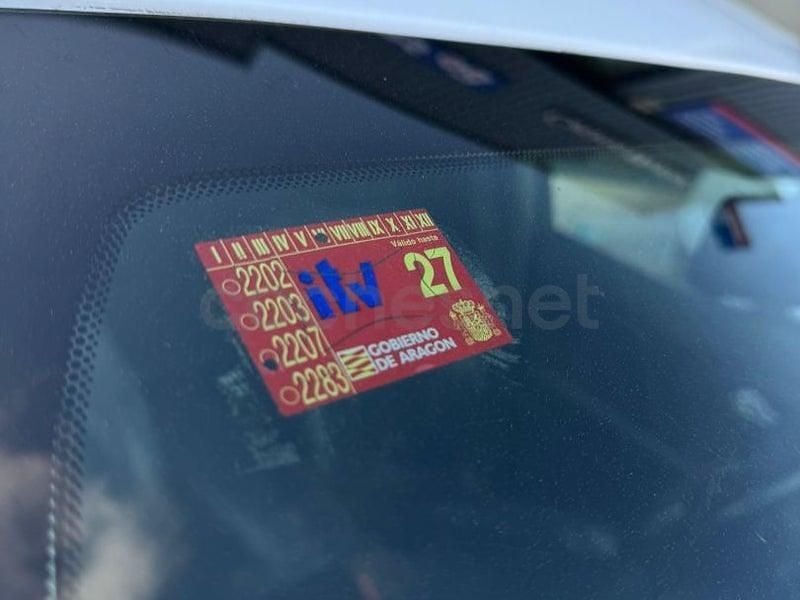 I II III IV V VII VIII IX X XI XII
Válido hasta
2202
itv
27
2203
2207
GOBIERNO
DE ARAGON
2283